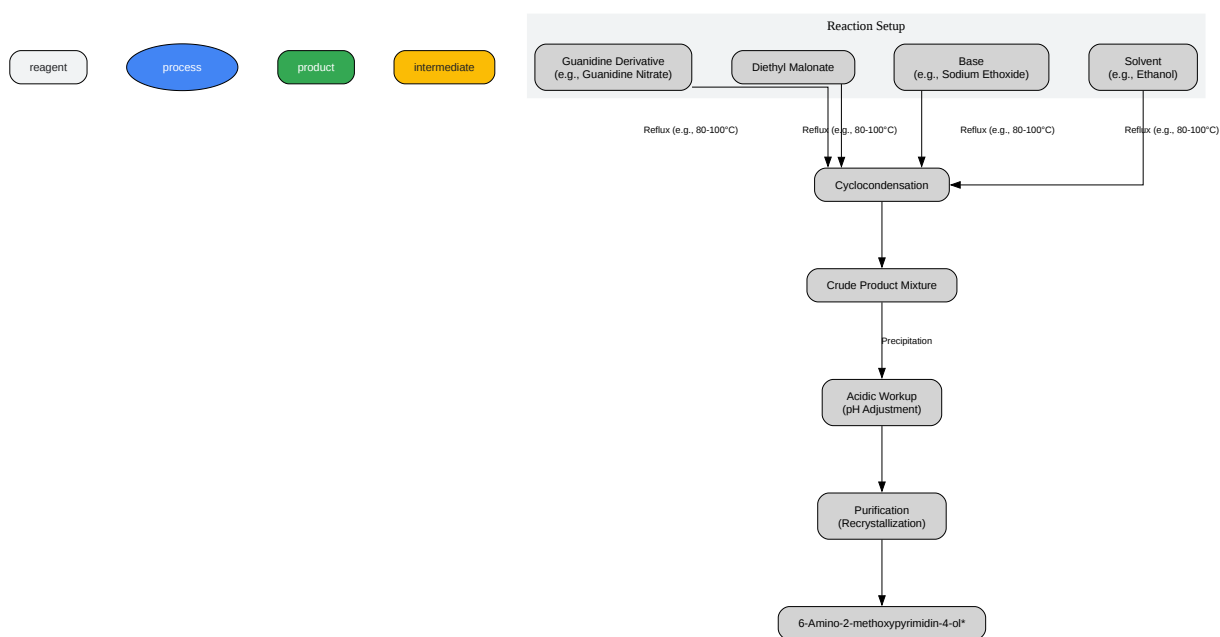 Reaction Setup
reagent
process
product
intermediate
Guanidine Derivative
(e.g., Guanidine Nitrate)
Diethyl Malonate
Base
(e.g., Sodium Ethoxide)
Solvent
(e.g., Ethanol)
Reflux (e.g., 80-100°C)
Reflux (e.g., 80-100°C)
Reflux (e.g., 80-100°C)
Reflux (e.g., 80-100°C)
Cyclocondensation
Crude Product Mixture
Precipitation
Acidic Workup
(pH Adjustment)
Purification
(Recrystallization)
6-Amino-2-methoxypyrimidin-4-ol*